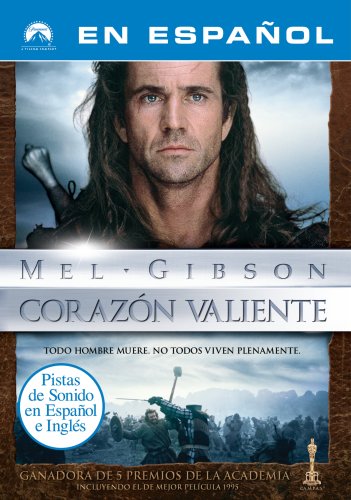 Paramount
EN ESPAÑOL
MEL · GIBSON
CORAZÓN VALIENTE
TODO HOMBRE MUERE. NO TODOS VIVEN PLENAMENTE.
Pistas
de Sonido
en Español
e Inglés
GANADORA DE 5 PREMIOS DE LA ACADEMIA
INCLUYENDO EL DE MEJOR PELÍCULA 1995